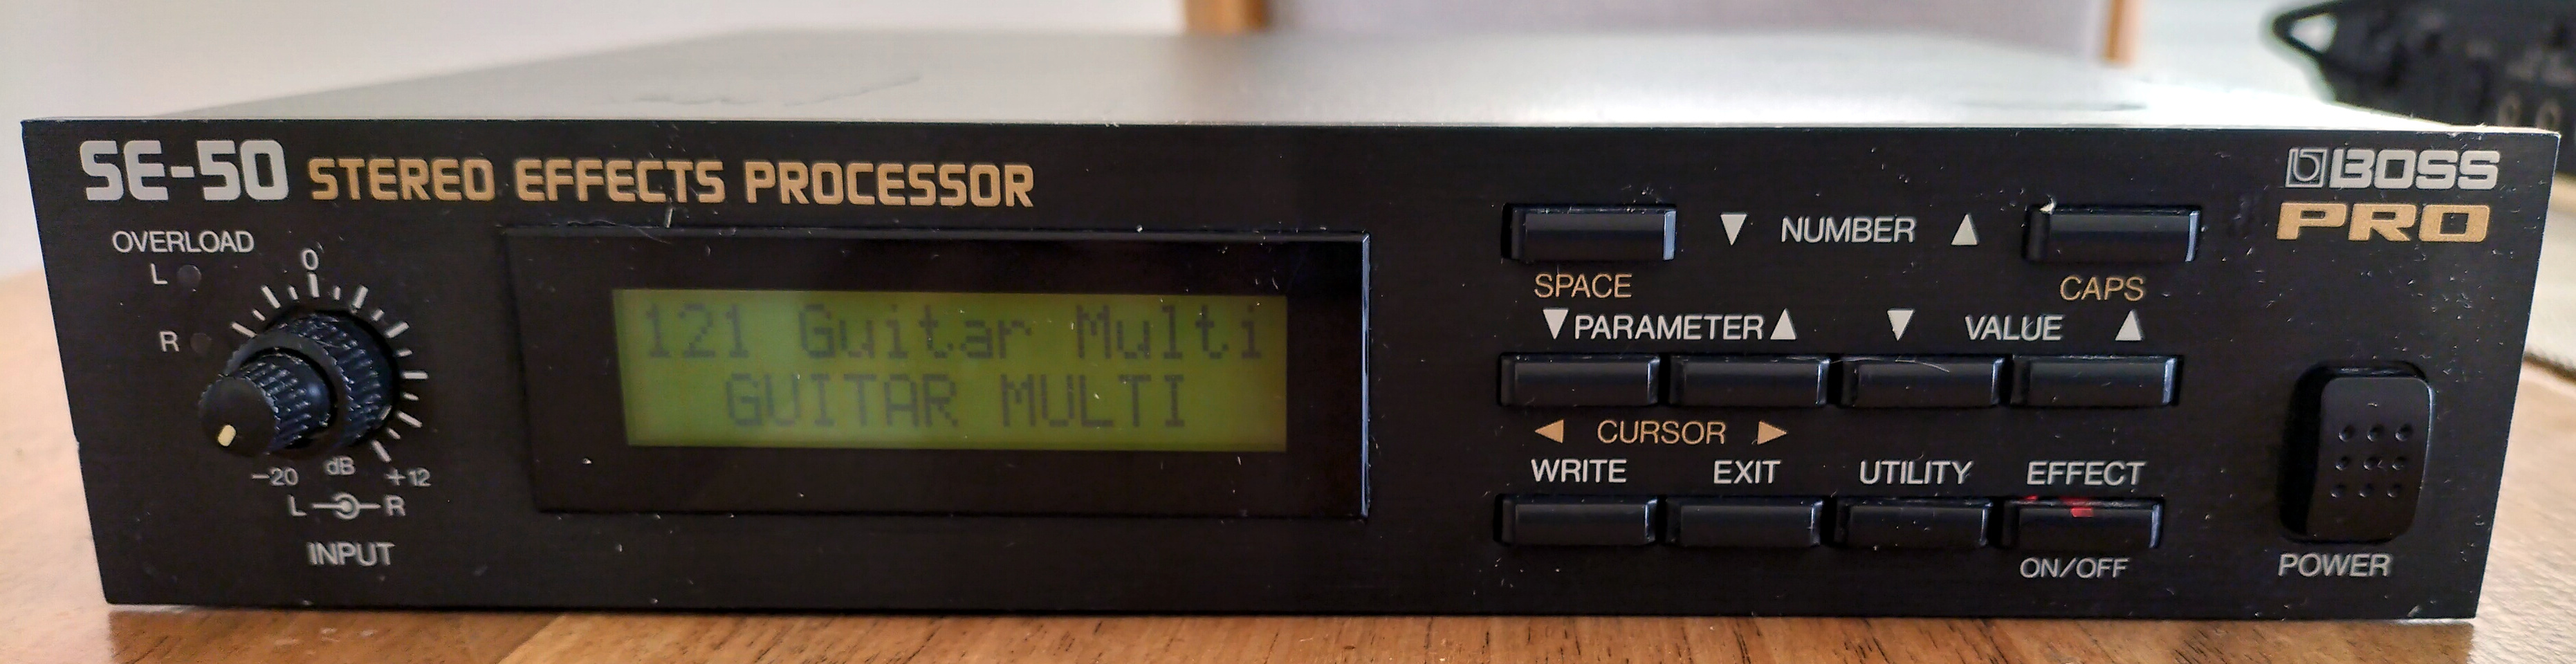 SE-50 STEREO EFFECTS PROCESSOR
BOSS
PRO
OVERLOAD
L
R
0
-20 dB +12
L R
INPUT
121 Guitar Multi
GUITAR MULTI
▼ NUMBER ▲
SPACE CAPS
▼PARAMETER▲ ▼ VALUE ▲
◀ CURSOR ▶
WRITE EXIT UTILITY EFFECT
ON/OFF
POWER